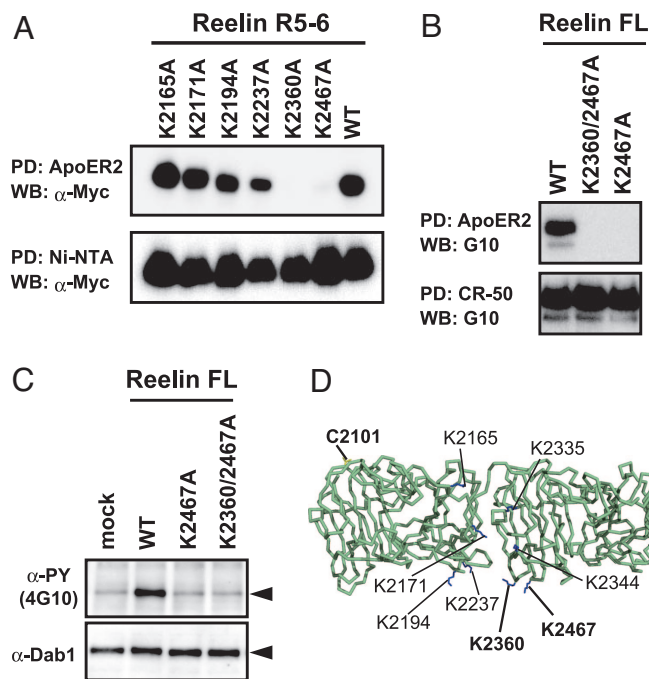 A
Reelin R5-6
K2165A
K2171A
K2194A
K2237A
K2360A
K2467A
WT
PD: ApoER2
WB: α-Myc
PD: Ni-NTA
WB: α-Myc
B
Reelin FL
WT
K2360/2467A
K2467A
PD: ApoER2
WB: G10
PD: CR-50
WB: G10
C
Reelin FL
mock
WT
K2467A
K2360/2467A
α-PY
(4G10)
α-Dab1
D
C2101
K2165
K2335
K2171
K2194
K2237
K2344
K2360
K2467